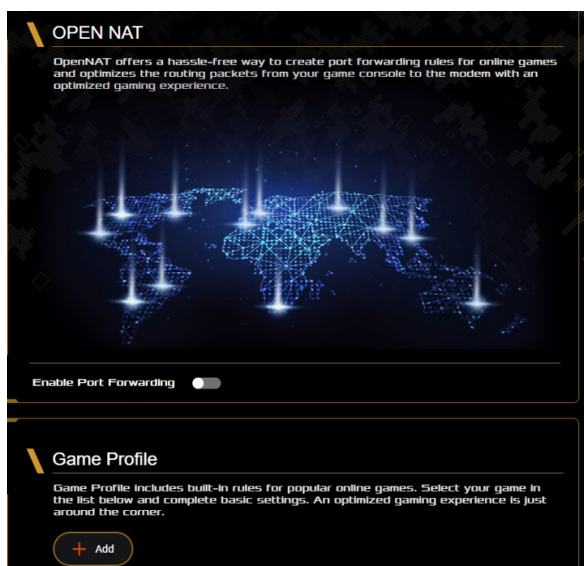 OPEN NAT
OpenNAT offers a hassle-free way to create port forwarding rules for online games
and optimizes the routing packets from your game console to the modem with an
optimized gaming experience.
Enable Port Forwarding
Game Profile
Game Profile includes built-in rules for popular online games. Select your game in
the list below and complete basic settings. An optimized gaming experience is just
around the corner.
+ Add